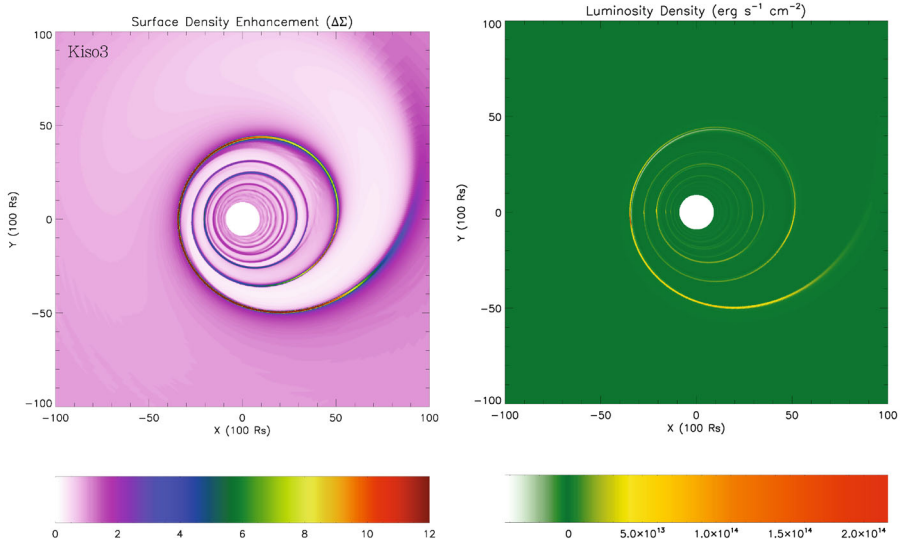 Surface Density Enhancement (ΔΣ)
Kiso3
100
50
0
−50
−100
Y (100 Rs)
−100 −50 0 50 100
X (100 Rs)
0 2 4 6 8 10 12
Luminosity Density (erg s⁻¹ cm⁻²)
100
50
0
−50
−100
Y (100 Rs)
−100 −50 0 50 100
X (100 Rs)
0 5.0×10¹³ 1.0×10¹⁴ 1.5×10¹⁴ 2.0×10¹⁴